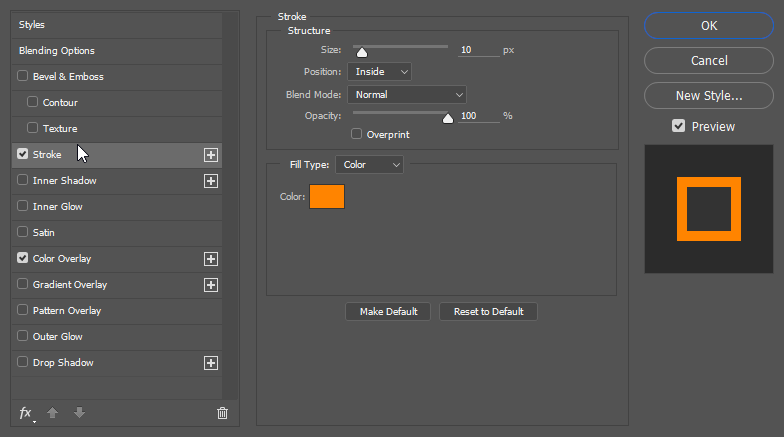 Styles
Blending Options
Bevel & Emboss
Contour
Texture
Stroke
Inner Shadow
Inner Glow
Satin
Color Overlay
Gradient Overlay
Pattern Overlay
Outer Glow
Drop Shadow
fx
Stroke
Structure
Size: 10 px
Position: Inside
Blend Mode: Normal
Opacity: 100 %
Overprint
Fill Type: Color
Color:
Make Default Reset to Default
OK
Cancel
New Style...
Preview